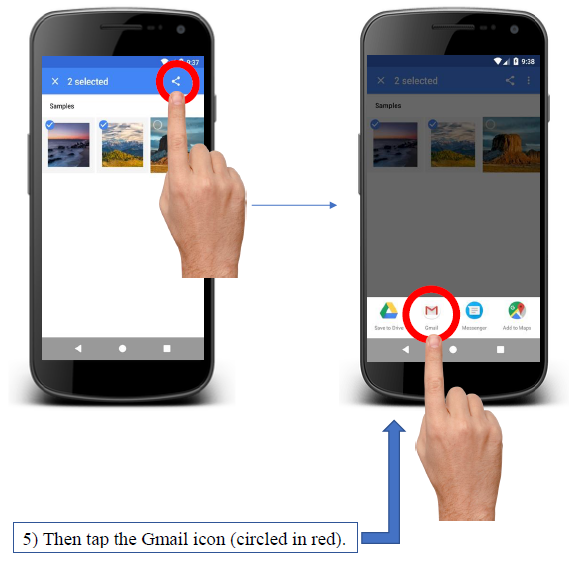 9:37
2 selected
Samples
9:38
2 selected
Samples
Save to Drive
Gmail
Messenger
Add to Maps
5) Then tap the Gmail icon (circled in red).